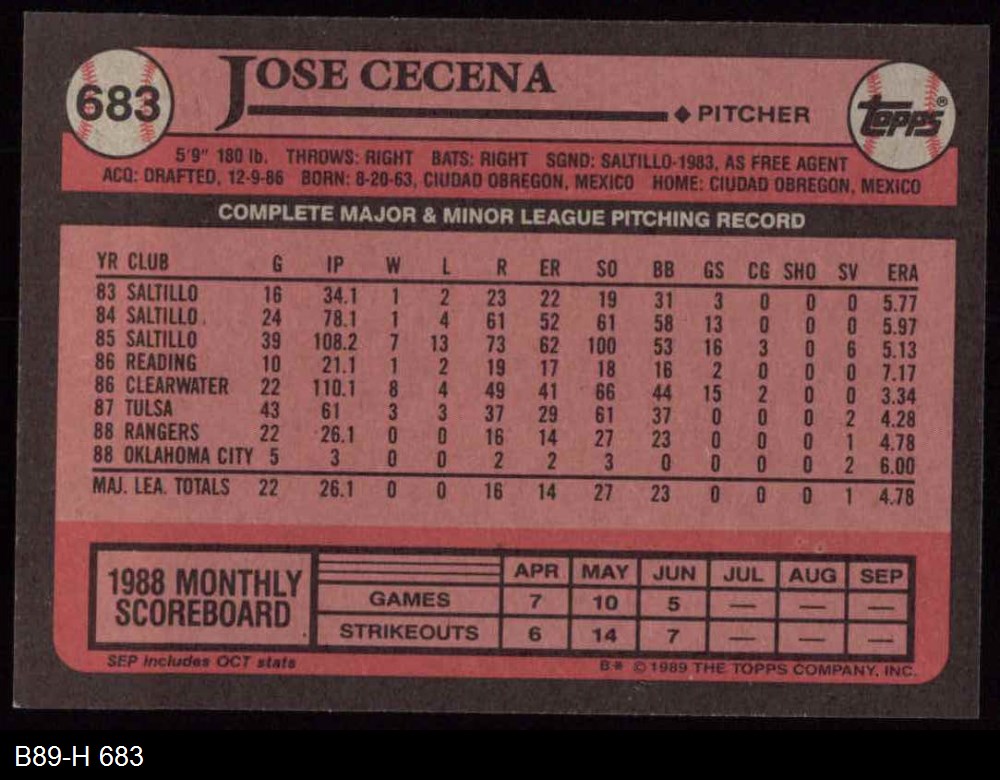 683
JOSE CECENA
PITCHER
TOPPS®
5'9" 180 lb. THROWS: RIGHT BATS: RIGHT SGND: SALTILLO-1983, AS FREE AGENT
ACQ: DRAFTED, 12-9-86 BORN: 8-20-63, CIUDAD OBREGON, MEXICO HOME: CIUDAD OBREGON, MEXICO
COMPLETE MAJOR & MINOR LEAGUE PITCHING RECORD
YR CLUB G IP W L R ER SO BB GS CG SHO SV ERA
83 SALTILLO 16 34.1 1 2 23 22 19 31 3 0 0 0 5.77
84 SALTILLO 24 78.1 1 4 61 52 61 58 13 0 0 0 5.97
85 SALTILLO 39 108.2 7 13 73 62 100 53 16 3 0 6 5.13
86 READING 10 21.1 1 2 19 17 18 16 2 0 0 0 7.17
86 CLEARWATER 22 110.1 8 4 49 41 66 44 15 2 0 0 3.34
87 TULSA 43 61 3 3 37 29 61 37 0 0 0 2 4.28
88 RANGERS 22 26.1 0 0 16 14 27 23 0 0 0 1 4.78
88 OKLAHOMA CITY 5 3 0 0 2 2 3 0 0 0 0 2 6.00
MAJ. LEA. TOTALS 22 26.1 0 0 16 14 27 23 0 0 0 1 4.78
1988 MONTHLY SCOREBOARD
APR MAY JUN JUL AUG SEP
GAMES 7 10 5 — — —
STRIKEOUTS 6 14 7 — — —
SEP includes OCT stats
B* © 1989 THE TOPPS COMPANY, INC.
B89-H 683